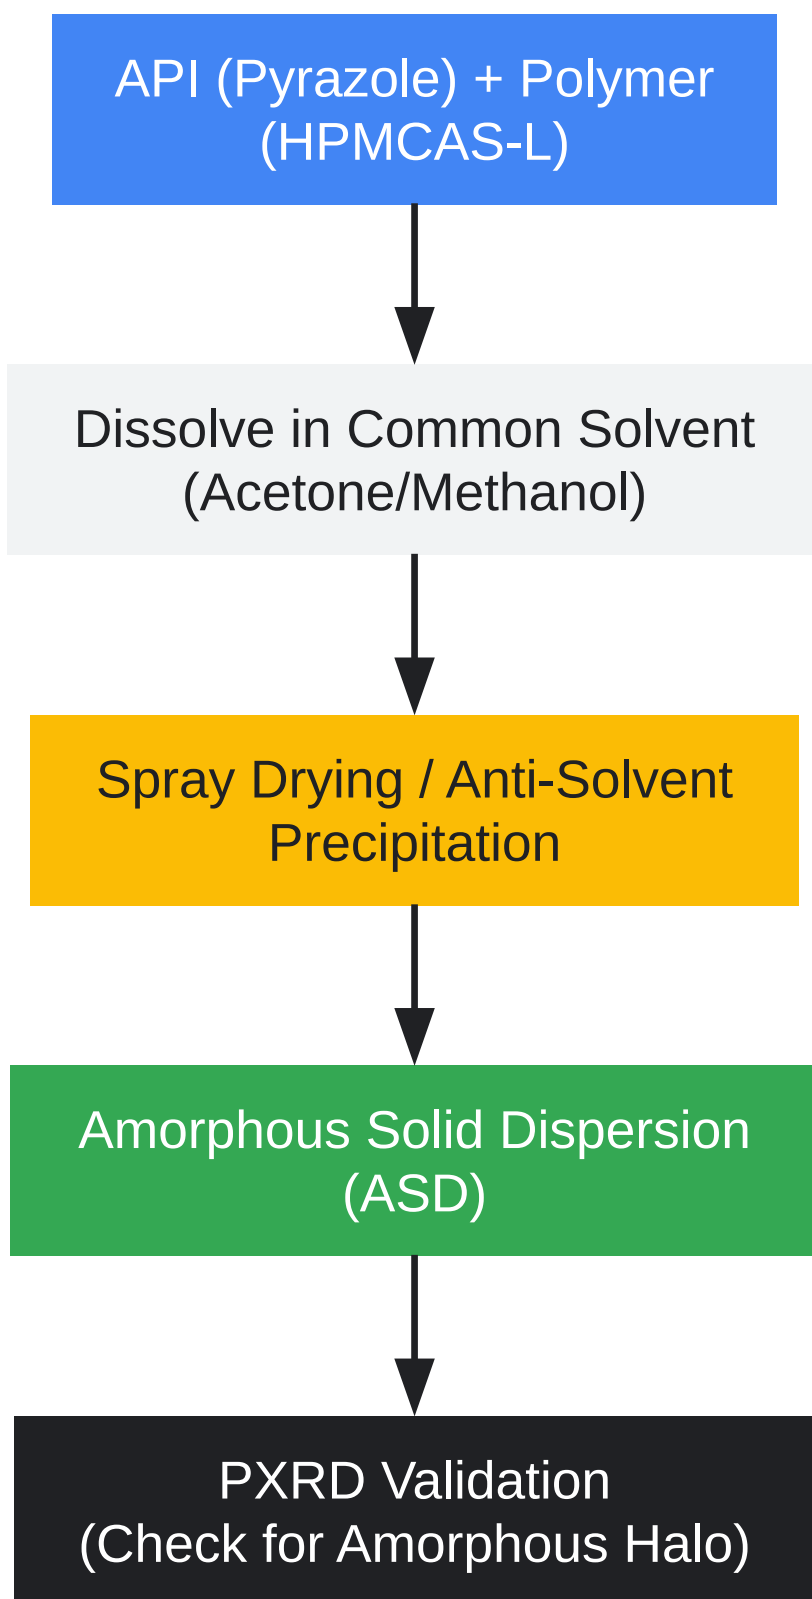 API (Pyrazole) + Polymer
(HPMCAS-L)
Dissolve in Common Solvent
(Acetone/Methanol)
Spray Drying / Anti-Solvent
Precipitation
Amorphous Solid Dispersion
(ASD)
PXRD Validation
(Check for Amorphous Halo)